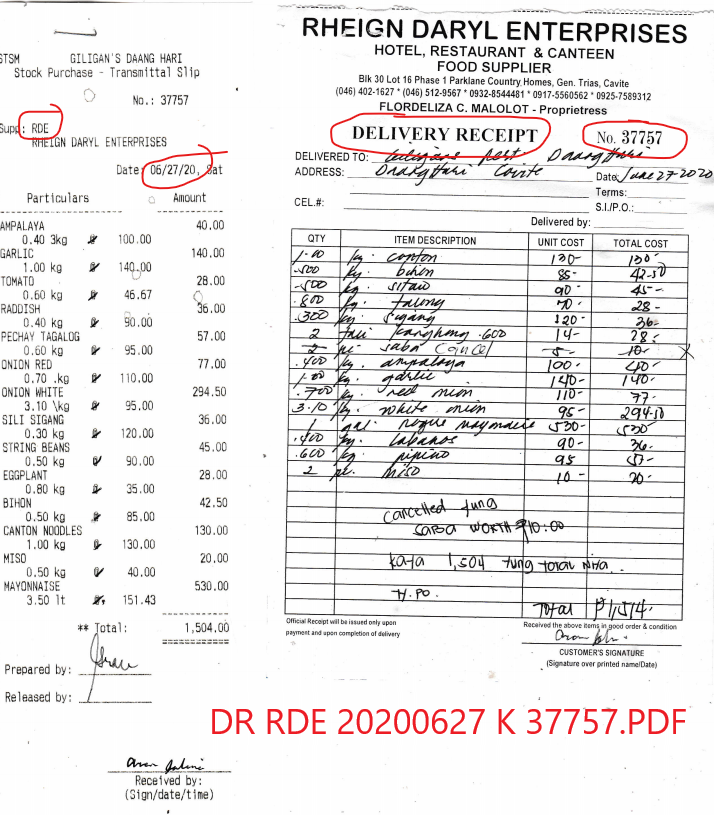 STSM GILIGAN'S DAANG HARI
Stock Purchase - Transmittal Slip
No.: 37757
Supp: RDE
RHEIGN DARYL ENTERPRISES
Date: 06/27/20, Sat
Particulars Amount
AMPALAYA 40.00
0.40 3kg @ 100.00
GARLIC 140.00
1.00 kg @ 140.00
TOMATO 28.00
0.60 kg @ 46.67
RADDISH 36.00
0.40 kg @ 90.00
PECHAY TAGALOG 57.00
0.60 kg @ 95.00
ONION RED 77.00
0.70 .kg @ 110.00
ONION WHITE 294.50
3.10 \kg @ 95.00
SILI SIGANG 36.00
0.30 kg @ 120.00
STRING BEANS 45.00
0.50 kg @ 90.00
EGGPLANT 28.00
0.80 kg @ 35.00
BIHON 42.50
0.50 kg @ 85.00
CANTON NOODLES 130.00
1.00 kg @ 130.00
MISO 20.00
0.50 kg @ 40.00
MAYONNAISE 530.00
3.50 lt @ 151.43
** Total: 1,504.00
Prepared by:
Released by:
Received by:
(Sign/date/time)
RHEIGN DARYL ENTERPRISES
HOTEL, RESTAURANT & CANTEEN
FOOD SUPPLIER
Blk 30 Lot 16 Phase 1 Parklane Country Homes, Gen. Trias, Cavite
(046) 402-1627 * (046) 512-9567 * 0932-8544481 * 0917-5560562 * 0925-7589312
FLORDELIZA C. MALOLOT - Proprietress
DELIVERY RECEIPT No. 37757
DELIVERED TO: Giligans Rest Daanghari
ADDRESS: Daanghari Cavite Date: June 27 2020
Terms:
CEL.#: S.I./P.O.:
Delivered by:
QTY ITEM DESCRIPTION UNIT COST TOTAL COST
1.00 kg. canton 130- 130-
.500 kg. bihon 85- 42.50
.500 kg. sitaw 90- 45-
.800 kg. talong 70- 28-
.300 kg. sigang 120- 36-
2 tali kangkong .600 14- 28-
2 pc. saba Cancel 5- 10- X
.400 kg. ampalaya 100- 40-
1.00 kg. garlic 140- 140-
.700 kg. red onion 110- 77-
3.10 kg. white onion 95- 294.50
1 gal. mayonaise 530- 530
.400 kg. labanos 90- 36-
.600 kg. pipino 95 57-
2 pc. miso 10- 20-
Cancelled yung
SABA WORTH ₱10:00
KAYA 1,504 yung TOTAL NYA.
T.PO.
TOTAL ₱1,514.
Official Receipt will be issued only upon
payment and upon completion of delivery
Received the above items in good order & condition
CUSTOMER'S SIGNATURE
(Signature over printed name/Date)
DR RDE 20200627 K 37757.PDF